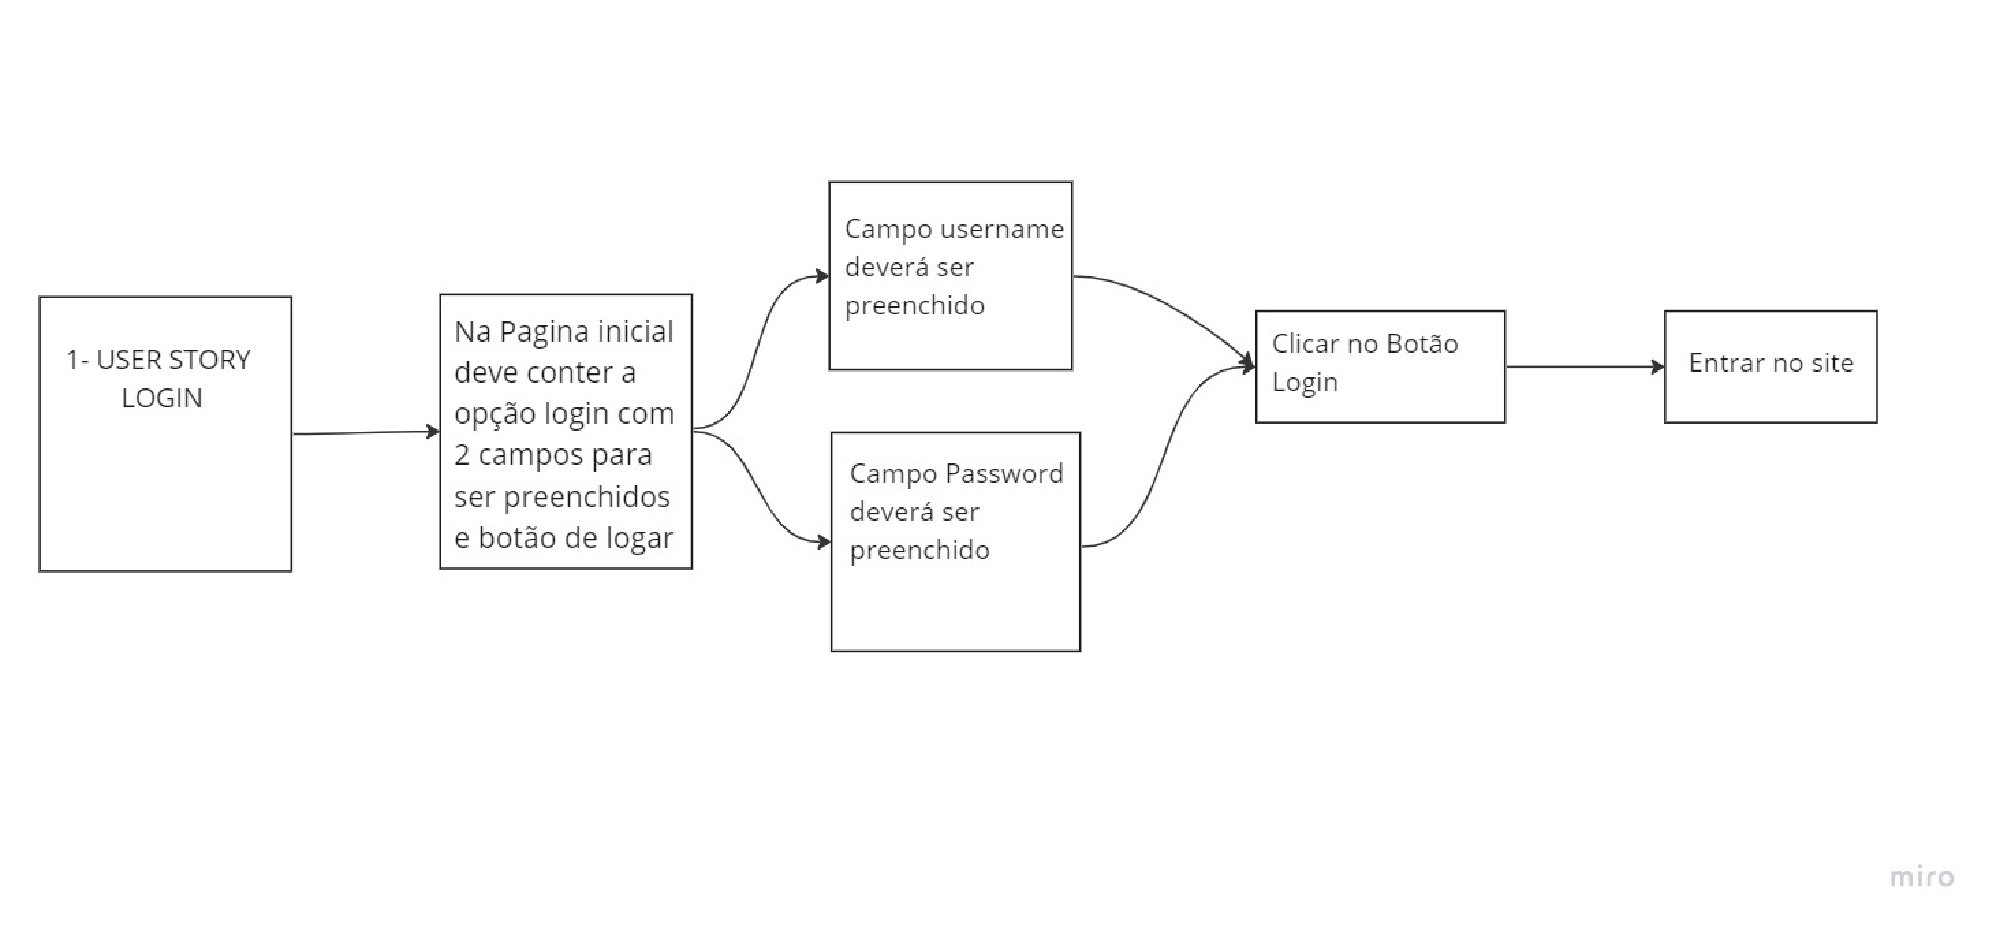 1- USER STORY
LOGIN
Na Pagina inicial
deve conter a
opção login com
2 campos para
ser preenchidos
e botão de logar
Campo username
deverá ser
preenchido
Campo Password
deverá ser
preenchido
Clicar no Botão
Login
Entrar no site
miro